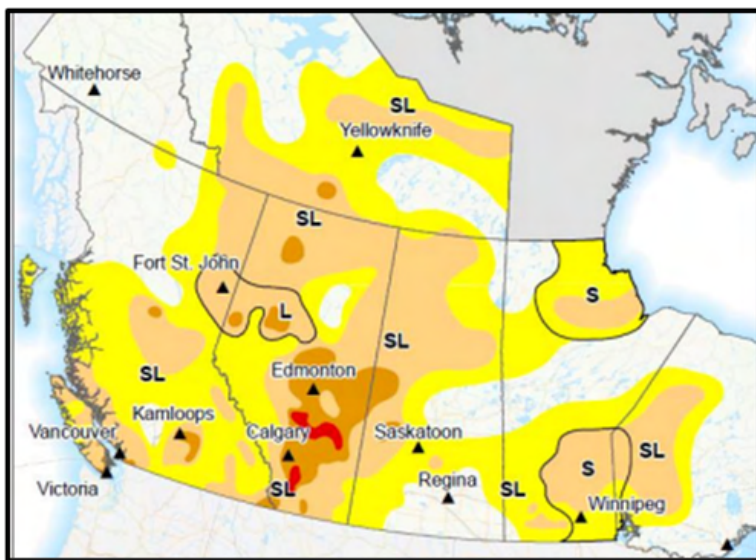 Whitehorse
SL
Yellowknife
SL
Fort St. John
L
S
SL
Edmonton
SL
Kamloops
Vancouver
Calgary
Saskatoon
SL
S
Victoria
SL
Regina
SL
Winnipeg